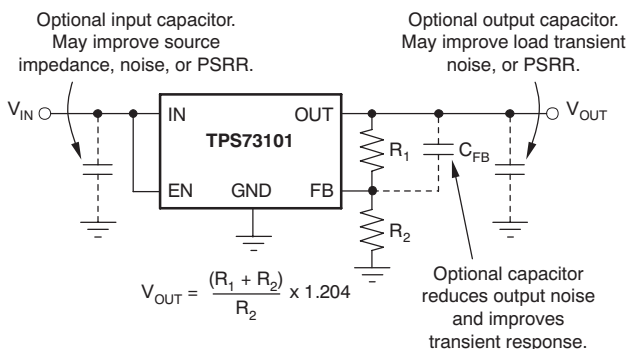 Optional input capacitor.
May improve source
impedance, noise, or PSRR.
Optional output capacitor.
May improve load transient
noise, or PSRR.
V_IN
IN
OUT
V_OUT
TPS73101
R_1
C_FB
EN
GND
FB
R_2
V_OUT = (R_1 + R_2) / R_2 x 1.204
Optional capacitor
reduces output noise
and improves
transient response.